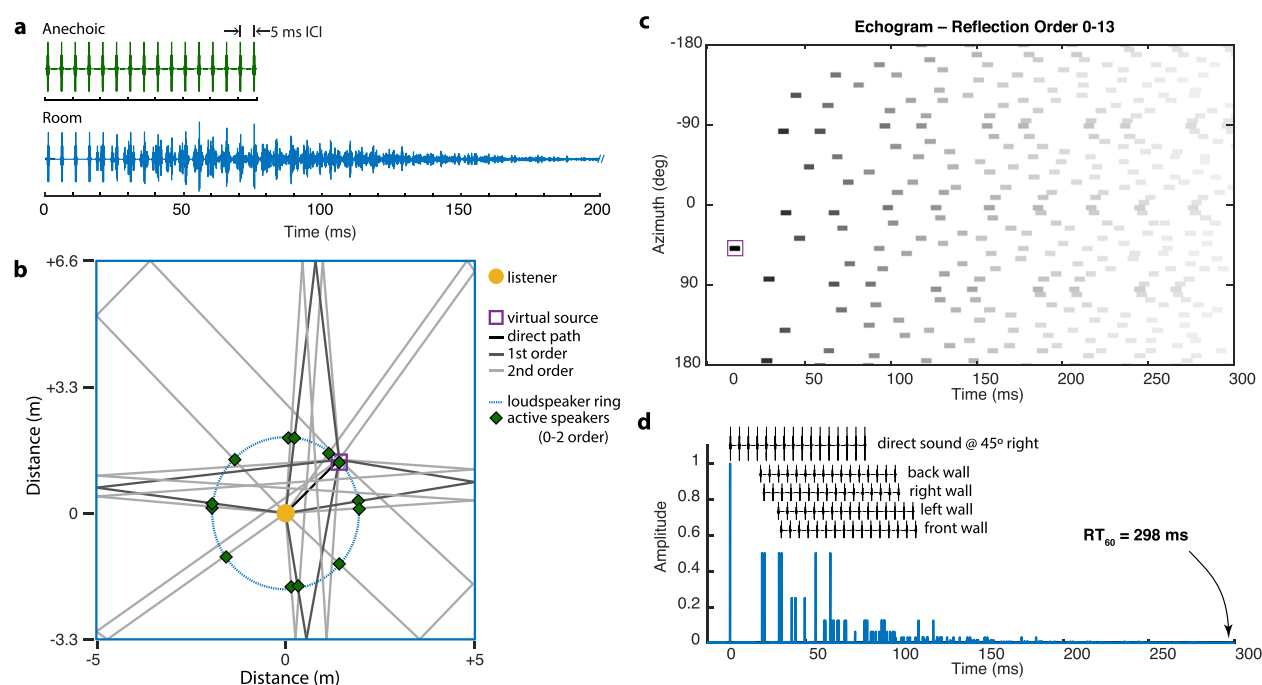 a
Anechoic
5 ms ICI
Room
0 50 100 150 200
Time (ms)
b
+6.6
+3.3
0
-3.3
Distance (m)
-5 0 +5
Distance (m)
listener
virtual source
direct path
1st order
2nd order
loudspeaker ring
active speakers
(0-2 order)
c
Echogram – Reflection Order 0-13
-180
-90
0
90
180
Azimuth (deg)
0 50 100 150 200 250 300
Time (ms)
d
direct sound @ 45º right
back wall
right wall
left wall
front wall
RT60 = 298 ms
1
0.8
0.6
0.4
0.2
0
Amplitude
0 50 100 150 200 250 300
Time (ms)